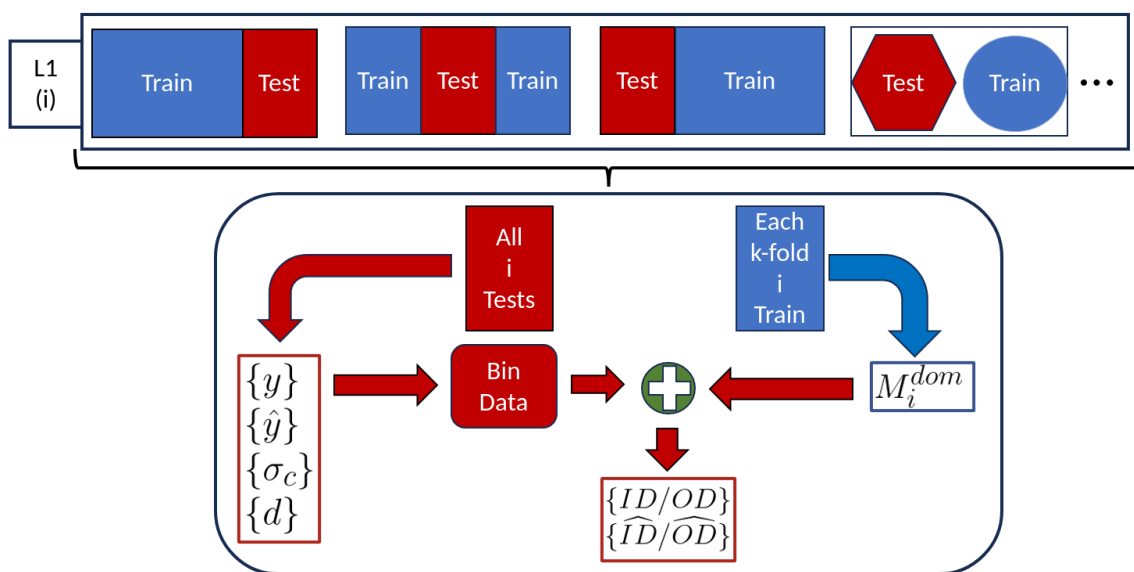 L1
(i)
Train
Test
Train
Test
Train
Test
Train
Test
Train
...
All
i
Tests
Each
k-fold
i
Train
{y}
{ŷ}
{σ_c}
{d}
Bin
Data
M_i^{dom}
{ID/OD}
{\widehat{ID}/\widehat{OD}}